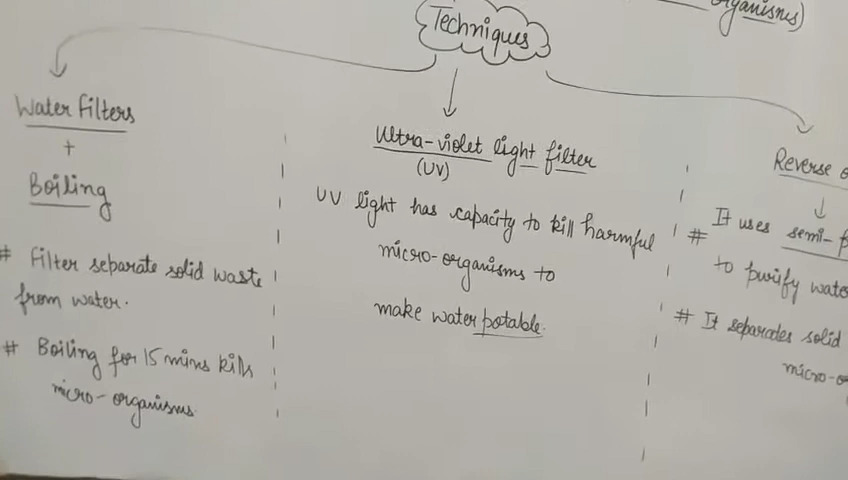 organisms)
Techniques
Water filters
+
Boiling
# Filter separate solid waste
from water.
# Boiling for 15 mins kills
micro-organisms
Ultra-violet light filter
(UV)
UV light has capacity to kill harmful
micro-organisms to
make water potable.
Reverse
# It uses semi-
to purify water
# It separates solid
micro-